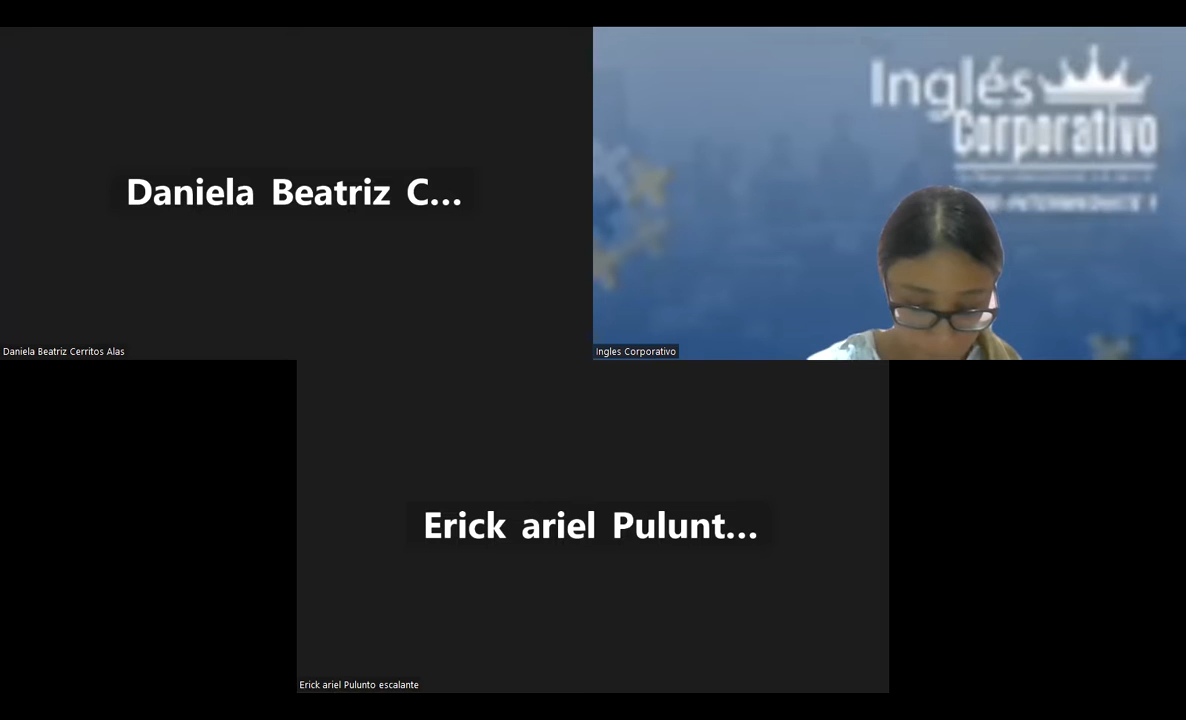 Daniela Beatriz C...
Daniela Beatriz Cerritos Alas
Inglés
Corporativo
Ingles Corporativo
Erick ariel Pulunt...
Erick ariel Pulunto escalante